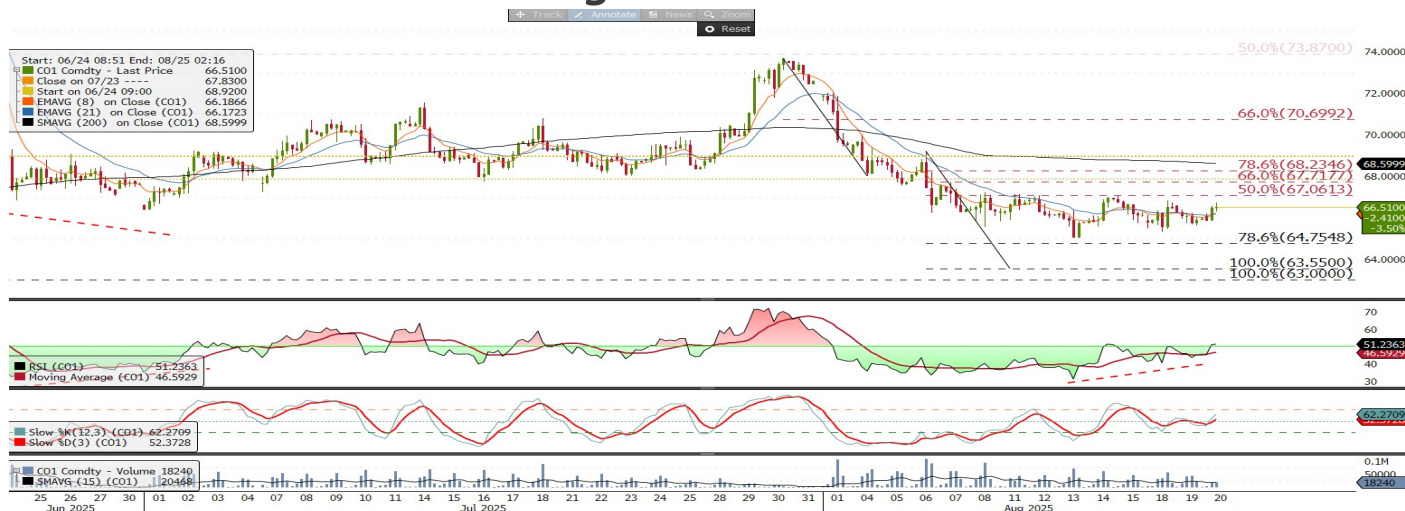 Track Annotate News Zoom
Reset
Start: 06/24 08:51 End: 08/25 02:16
CO1 Comdty - Last Price 66.5100
Close on 07/23 ---- 67.8300
Start on 06/24 09:00 68.9200
EMAVG (8) on Close (CO1) 66.1866
EMAVG (21) on Close (CO1) 66.1723
SMAVG (200) on Close (CO1) 68.5999
50.0%(73.8700)
66.0%(70.6992)
78.6%(68.2346)
66.0%(67.7177)
50.0%(67.0613)
78.6%(64.7548)
100.0%(63.5500)
100.0%(63.0000)
74.0000
72.0000
70.0000
68.5999
68.0000
66.5100
-2.4100
-3.50%
64.0000
RSI (CO1) 51.2363
Moving Average (CO1) 46.5929
70
60
51.2363
46.5929
40
30
Slow %K(12,3) (CO1) 62.2709
Slow %D(3) (CO1) 52.3728
62.2709
CO1 Comdty - Volume 18240
SMAVG (15) (CO1) 20468
0.1M
50000
18240
25 26 27 28 30 01 02 03 04 07 08 09 10 11 14 15 16 17 18 21 22 23 24 25 28 29 30 31 01 04 05 06 07 08 11 12 13 14 15 18 19 20
Jun 2025 Jul 2025 Aug 2025